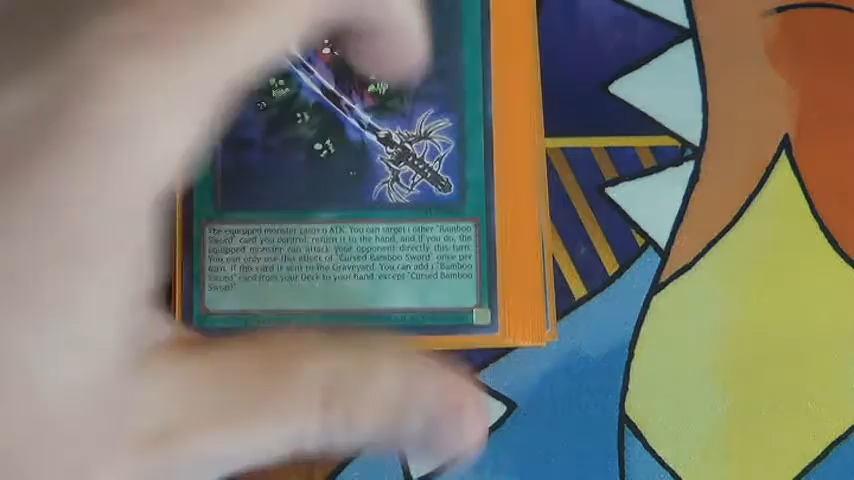 The equipped monster gains 0 ATK. You can target 1 other "Bamboo
Sword" card you control; return it to the hand, and if you do, the
equipped monster can attack your opponent directly this turn.
You can only use this effect of "Cursed Bamboo Sword" once per
turn. If this card is sent to the Graveyard: You can add 1 "Bamboo
Sword" card from your Deck to your hand, except "Cursed Bamboo
Sword".